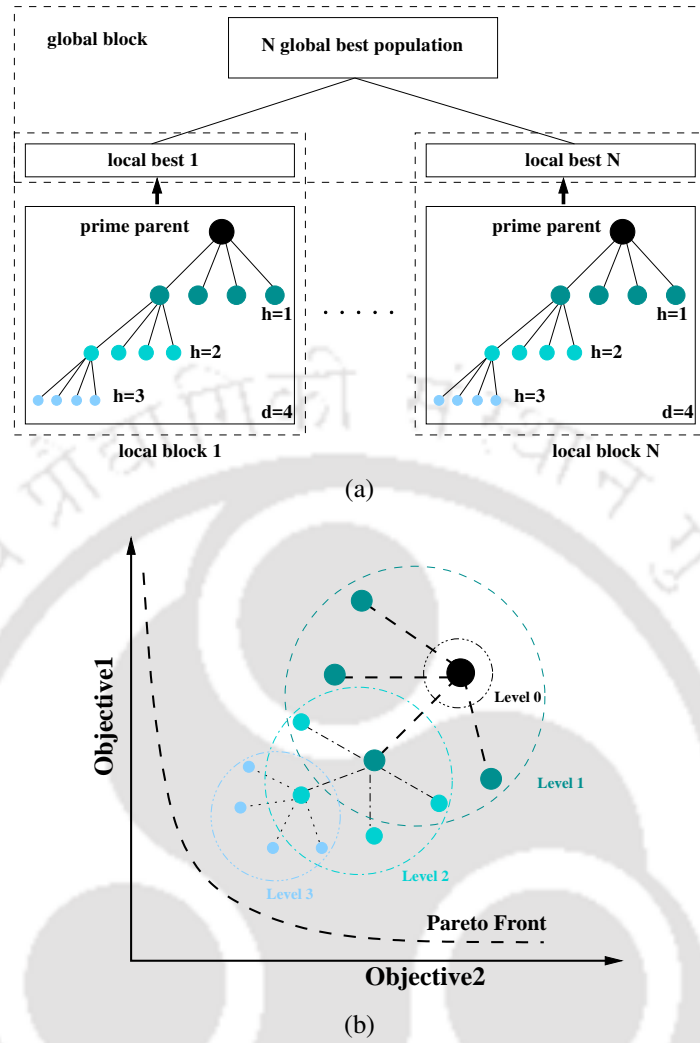 global block
N global best population
local best 1
local best N
prime parent
prime parent
h=1
h=1
. . . . .
h=2
h=2
h=3
h=3
d=4
d=4
local block 1
local block N
(a)
Objective1
Level 0
Level 1
Level 2
Level 3
Pareto Front
Objective2
(b)